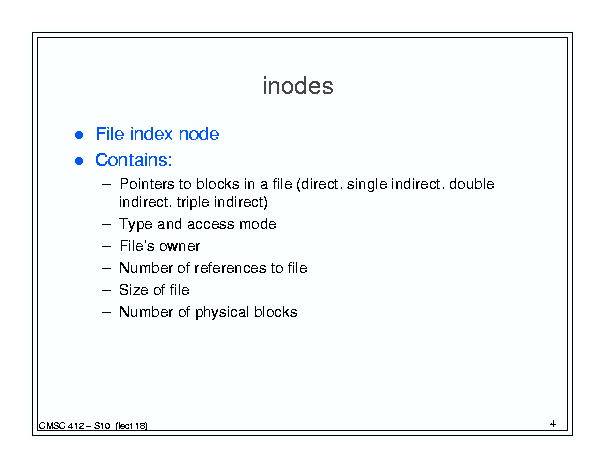 inodes
● File index node
● Contains:
– Pointers to blocks in a file (direct. single indirect. double
indirect. triple indirect)
– Type and access mode
– File's owner
– Number of references to file
– Size of file
– Number of physical blocks
CMSC 412 – S10 (lect 18)
4